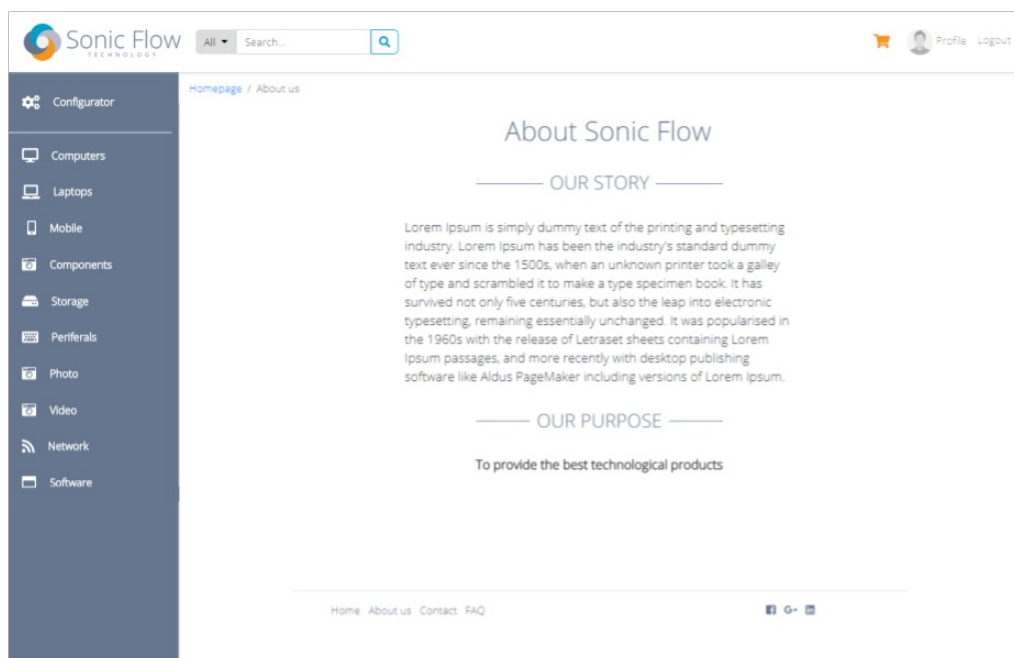 Sonic Flow
TECHNOLOGY
All
Search...
Profile Logout
Configurator
Computers
Laptops
Mobile
Components
Storage
Periferals
Photo
Video
Network
Software
Homepage / About us
About Sonic Flow
OUR STORY
Lorem Ipsum is simply dummy text of the printing and typesetting
industry. Lorem Ipsum has been the industry's standard dummy
text ever since the 1500s, when an unknown printer took a galley
of type and scrambled it to make a type specimen book. It has
survived not only five centuries, but also the leap into electronic
typesetting, remaining essentially unchanged. It was popularised in
the 1960s with the release of Letraset sheets containing Lorem
Ipsum passages, and more recently with desktop publishing
software like Aldus PageMaker including versions of Lorem Ipsum.
OUR PURPOSE
To provide the best technological products
Home About us Contact FAQ